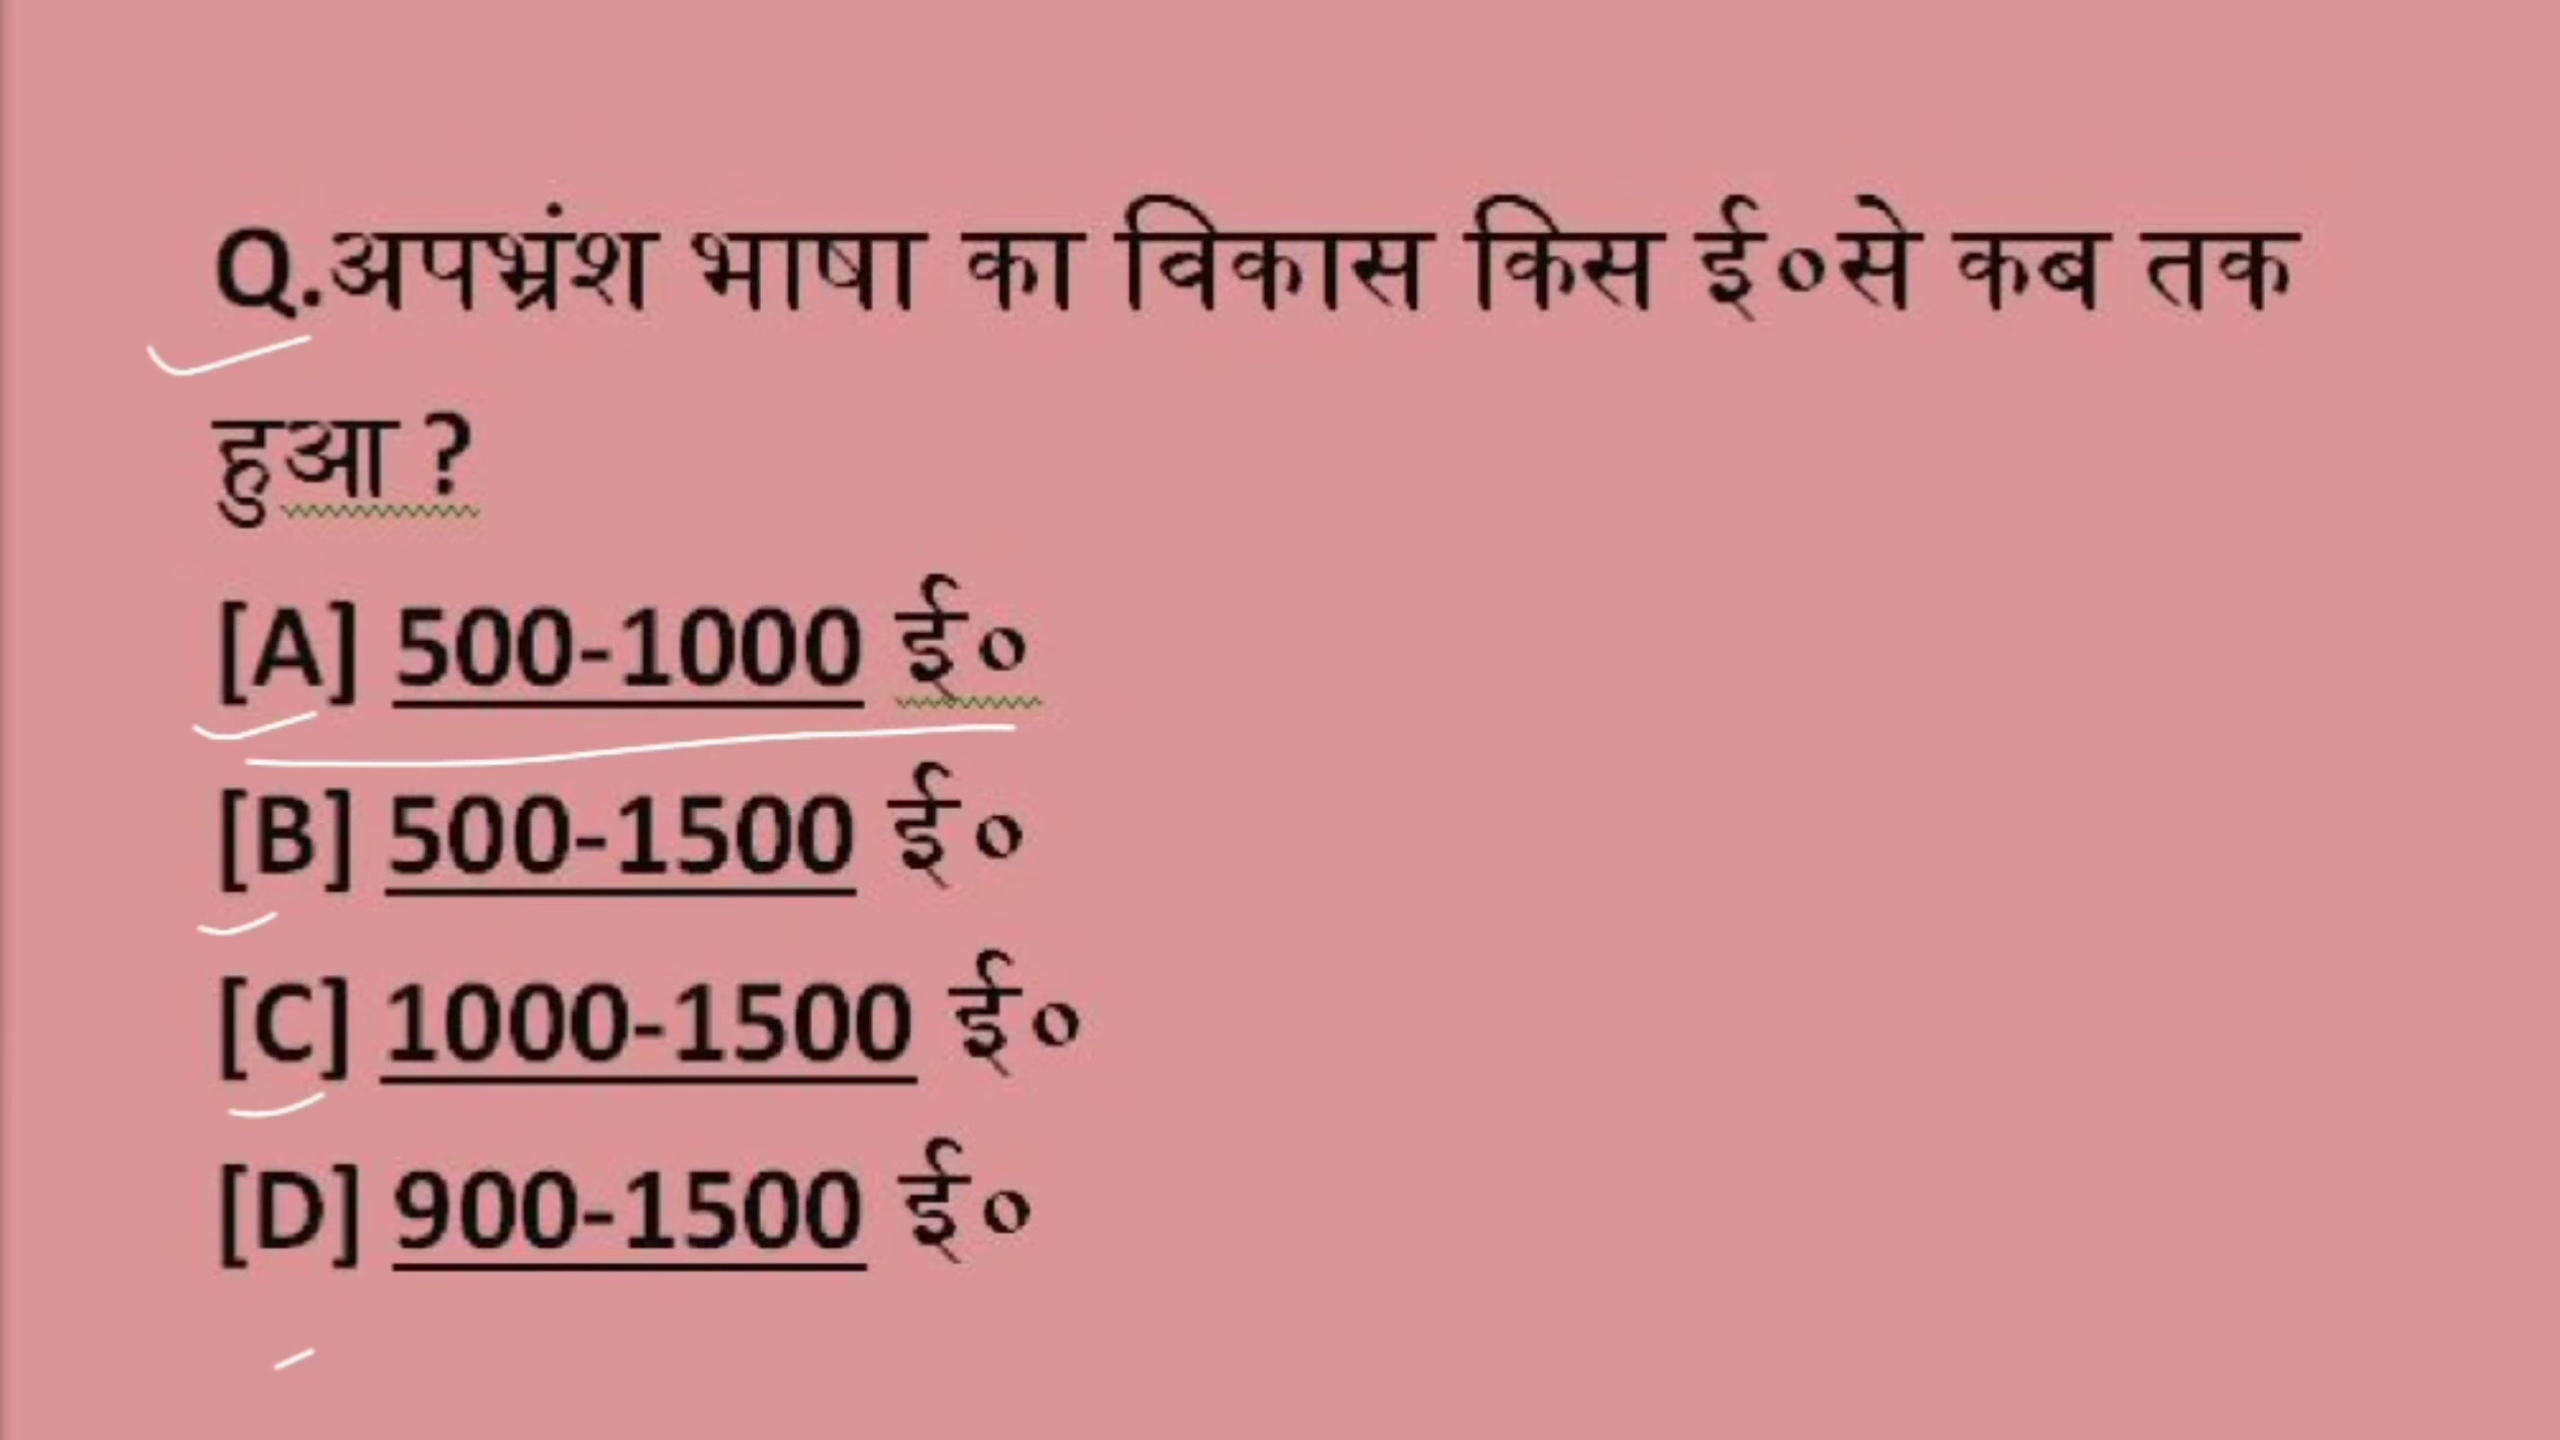 Q.अपभ्रंश भाषा का विकास किस ई०से कब तक
हुआ ?
[A] 500-1000 ई०
[B] 500-1500 ई०
[C] 1000-1500 ई०
[D] 900-1500 ई०